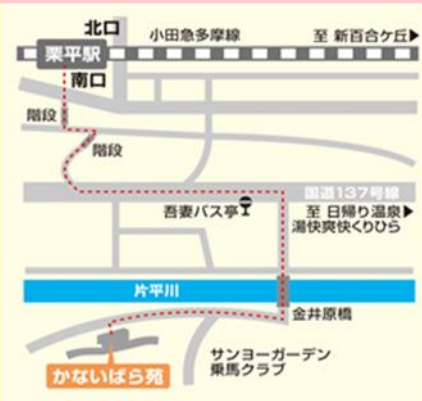 北口
小田急多摩線
至 新百合ケ丘▶
栗平駅
南口
階段
階段
国道137号線
吾妻バス亭
至 日帰り温泉▶
湯快爽快くりひら
片平川
金井原橋
サンヨーガーデン
乗馬クラブ
かないばら苑